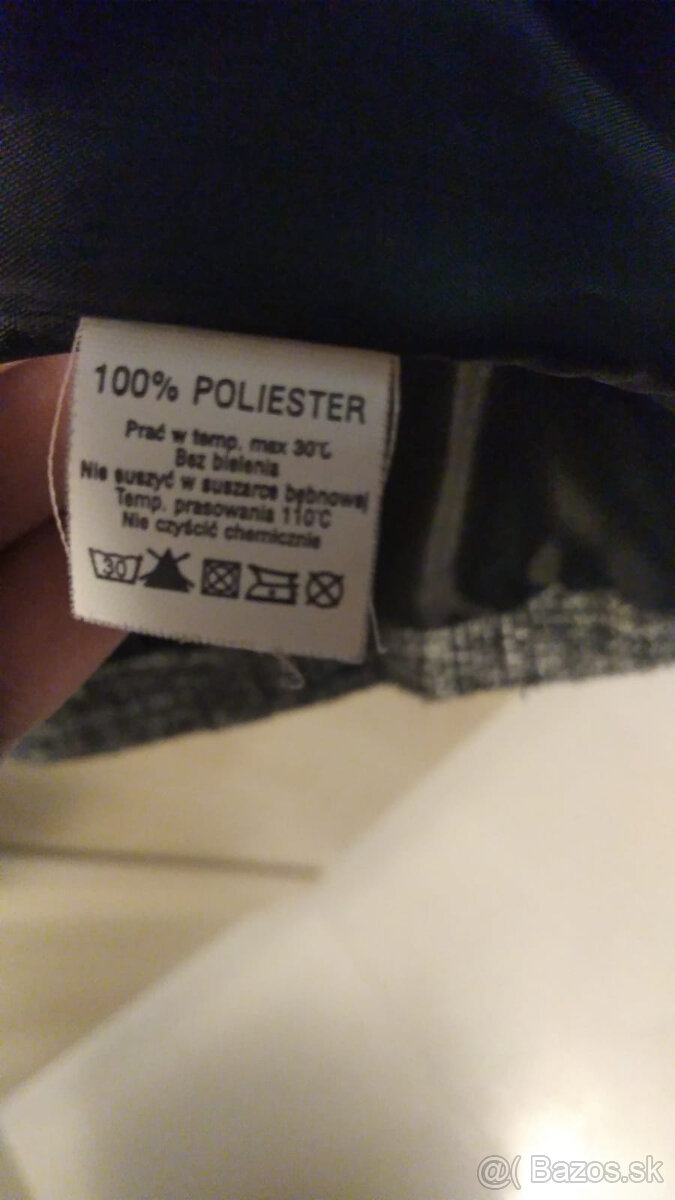 100% POLIESTER
Prać w temp. max 30℃
Bez bielenia
Nie suszyć w suszarce bębnowej
Temp. prasowania 110℃
Nie czyścić chemicznie
30
@( Bazos.sk